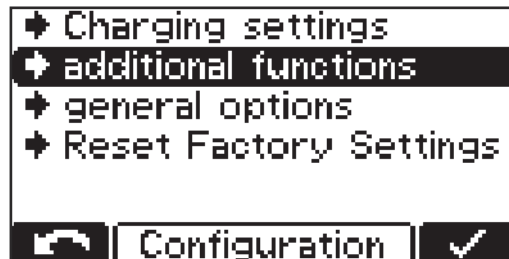 Charging settings
additional functions
general options
Reset Factory Settings
Configuration